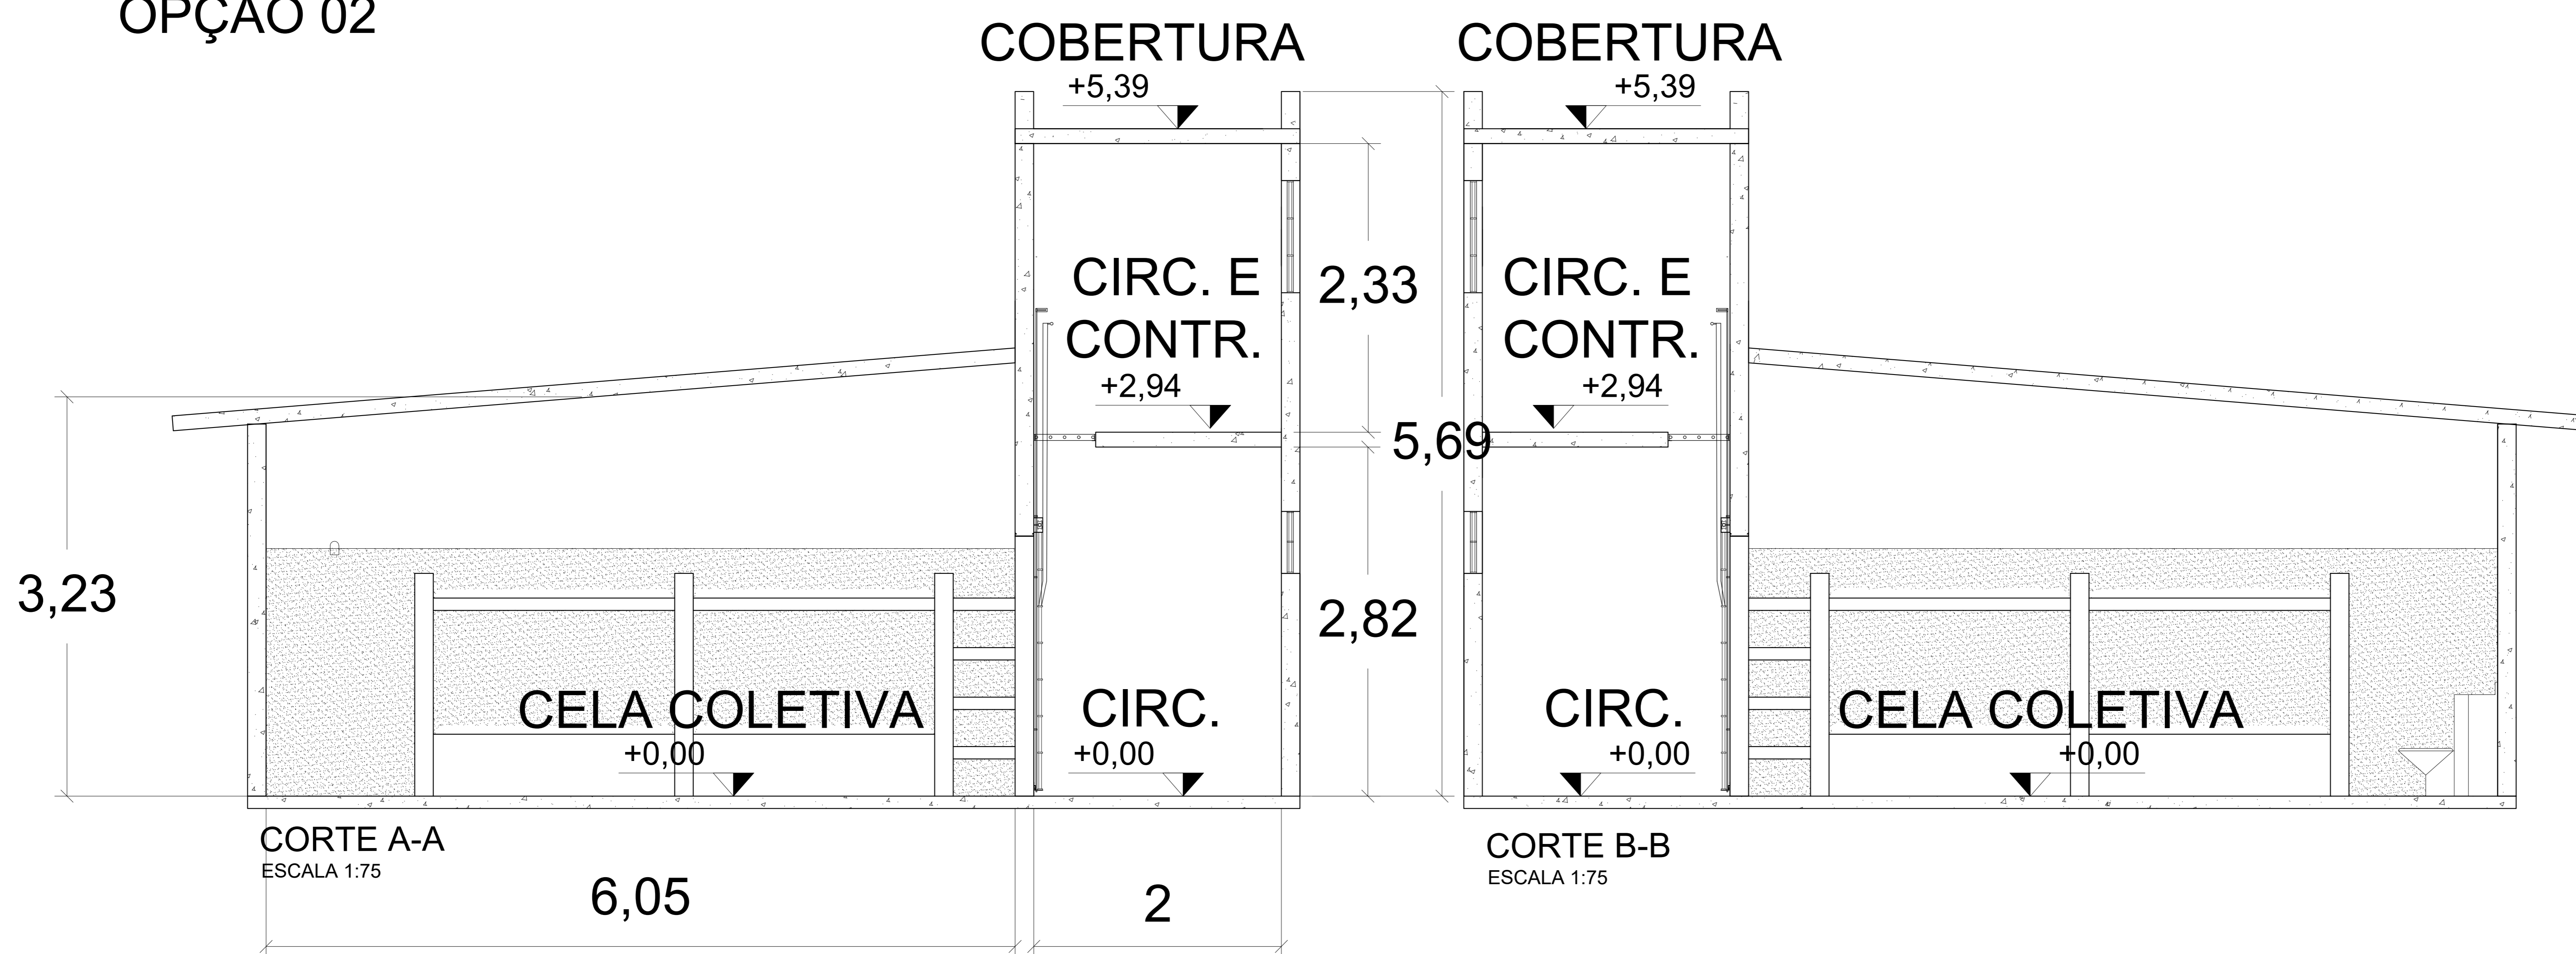 OPÇÃO 02
COBERTURA
+5,39
COBERTURA
+5,39
CIRC. E
CONTR.
+2,94
2,33
CIRC. E
CONTR.
+2,94
5,69
3,23
2,82
CELA COLETIVA
+0,00
CIRC.
+0,00
CIRC.
+0,00
CELA COLETIVA
+0,00
CORTE A-A
ESCALA 1:75
CORTE B-B
ESCALA 1:75
6,05
2